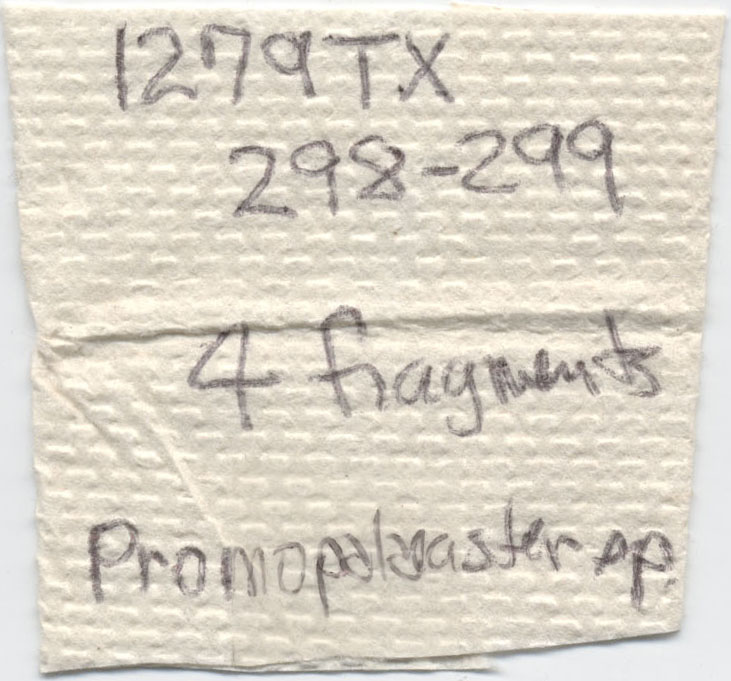 1279TX
298-299
4 fragments
Promopalaeaster sp.